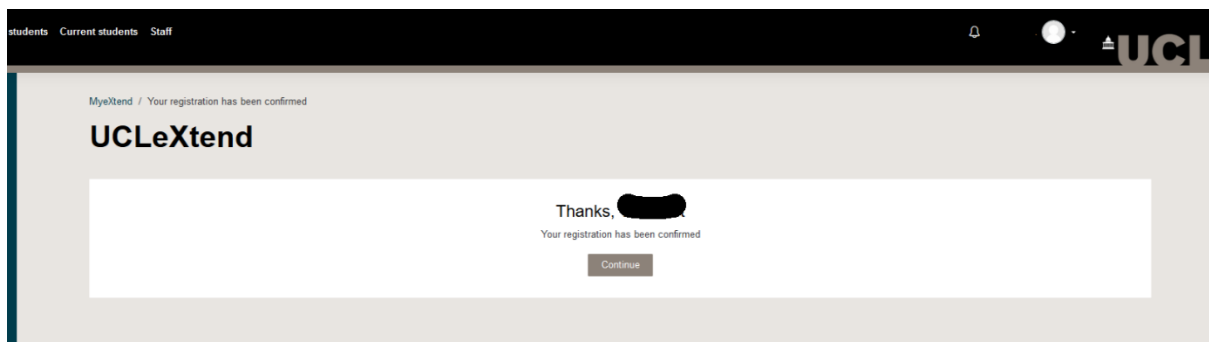 students Current students Staff
UCL
MyeXtend / Your registration has been confirmed
UCLeXtend
Thanks,
Your registration has been confirmed
Continue